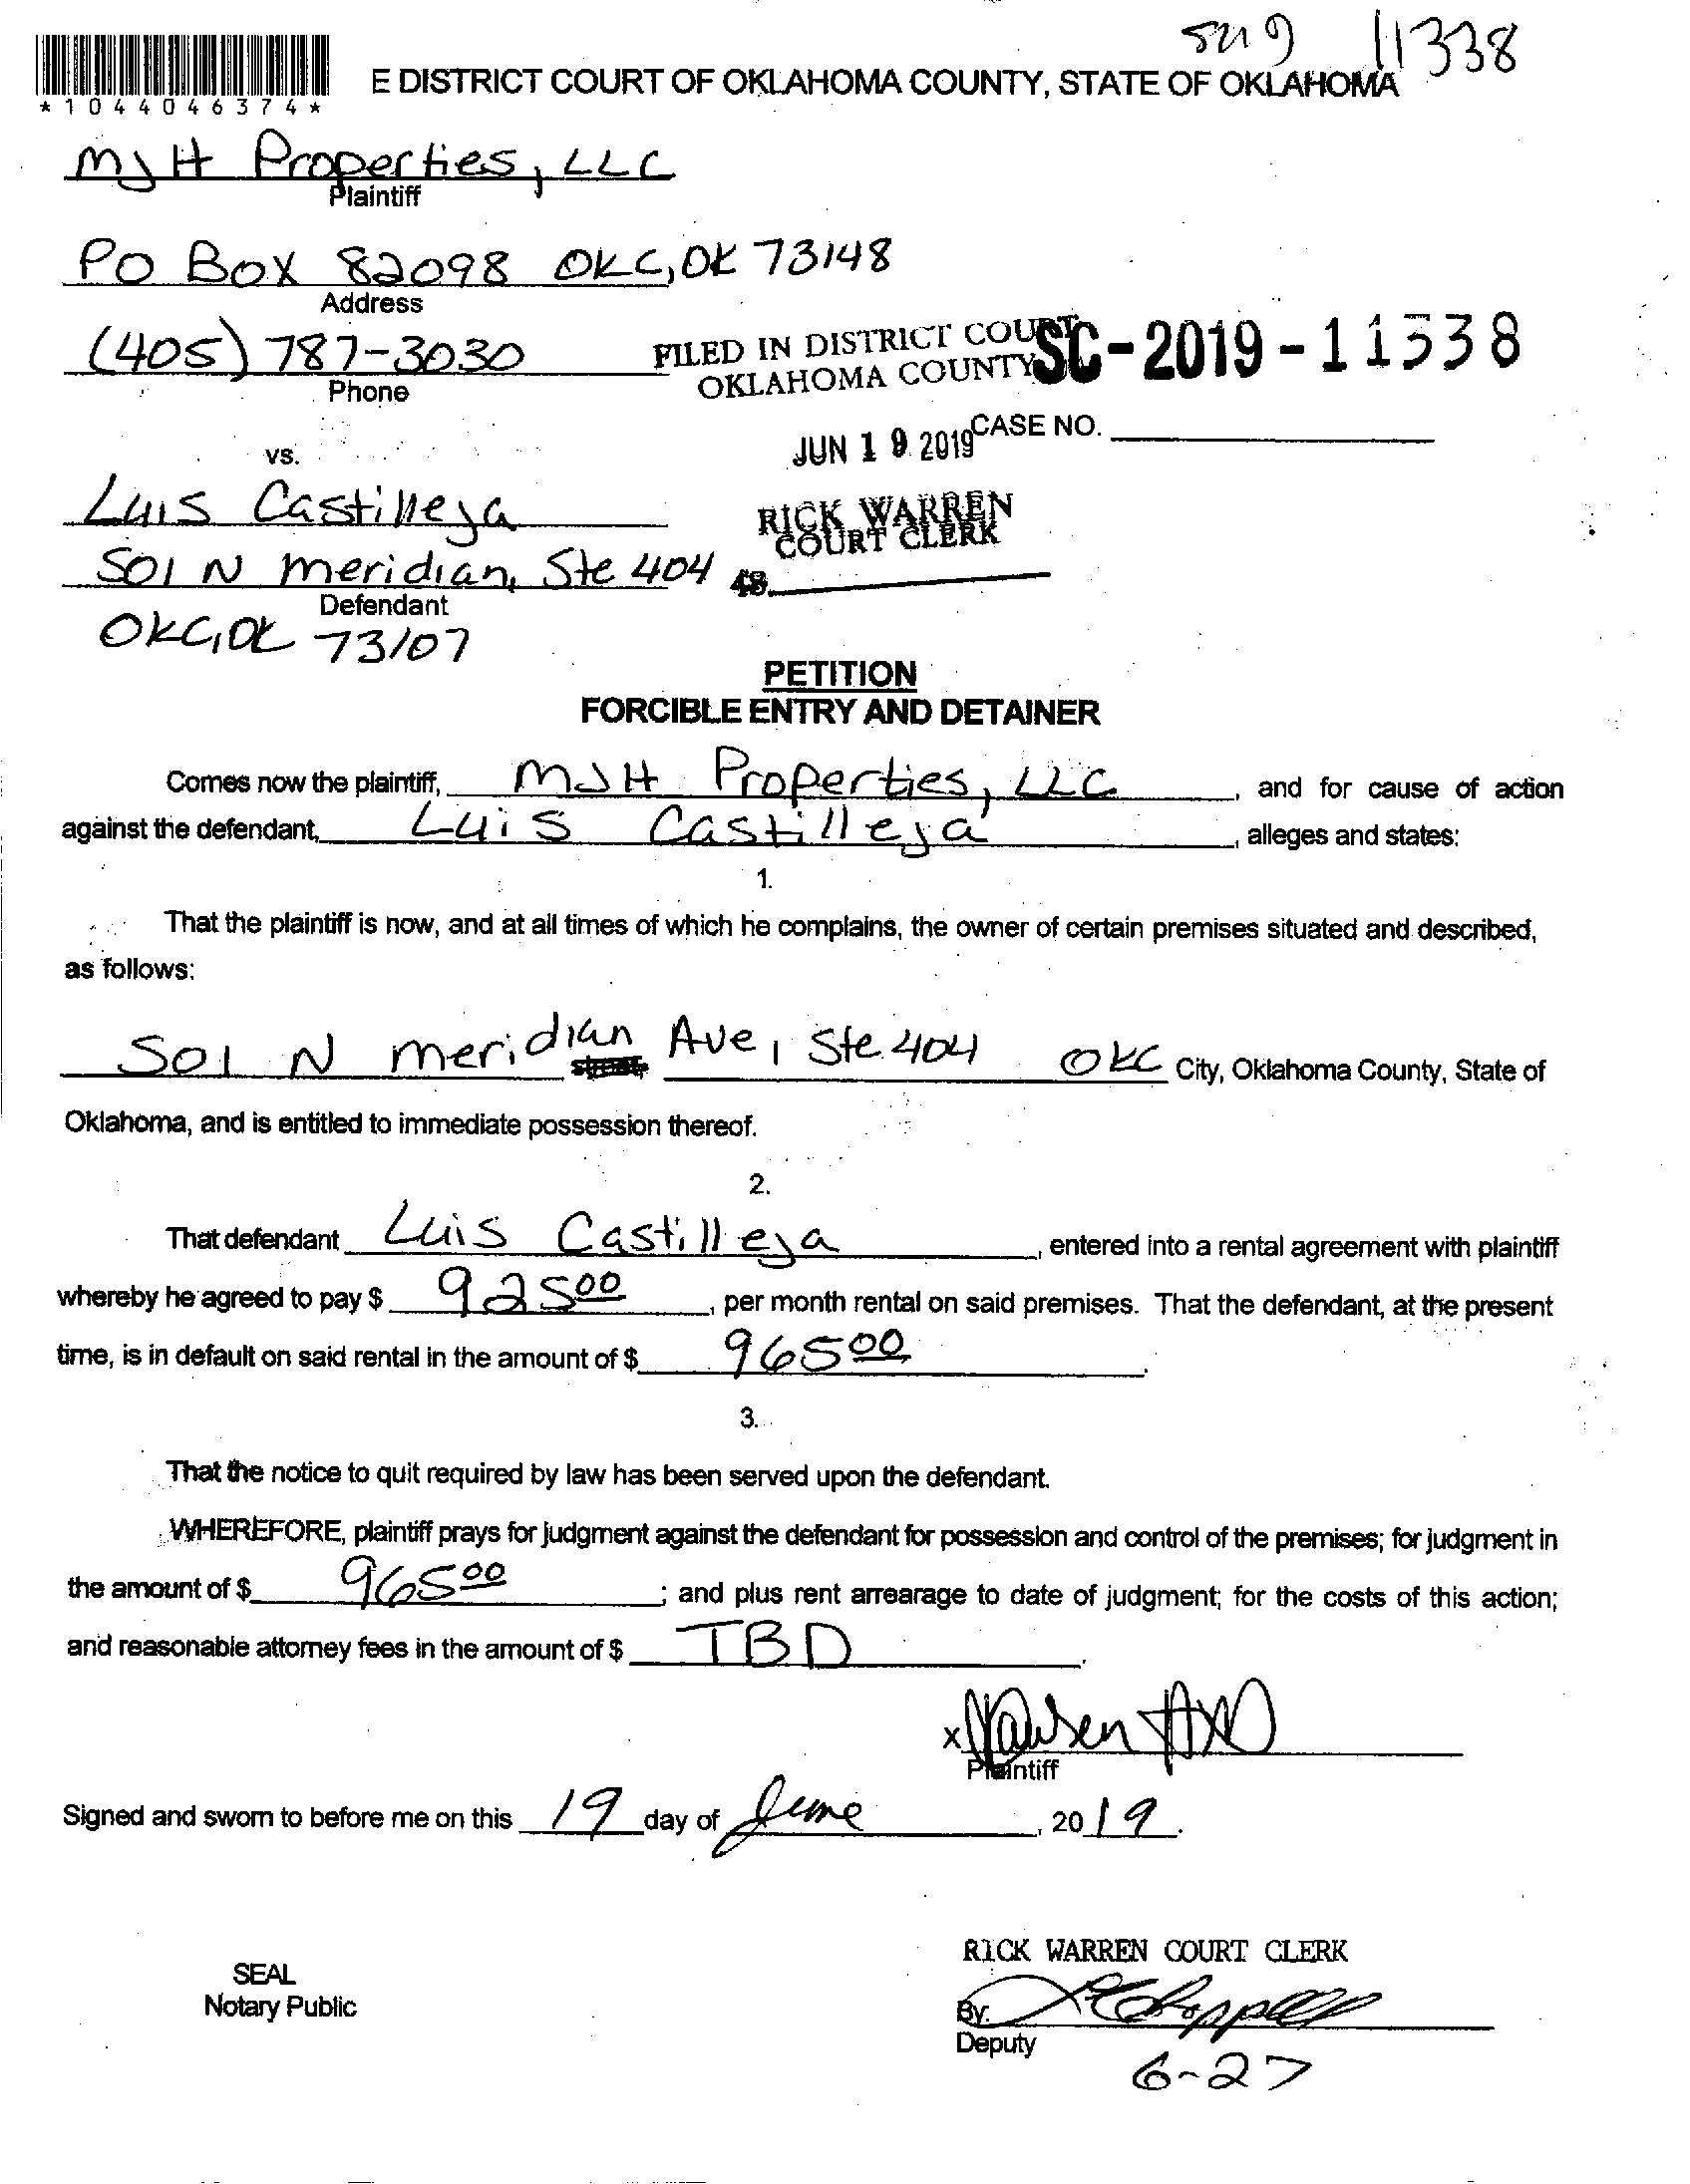 11338
E DISTRICT COURT OF OKLAHOMA COUNTY, STATE OF OKLAHOMA
*1044046374*
MJH Properties, LLC
Plaintiff
PO Box 82098 OKC, OK 73148
Address
(405) 787-3030
Phone
FILED IN DISTRICT COURT
OKLAHOMA COUNTY
SC-2019-11338
JUN 19 2019
CASE NO.
vs.
Luis Castilleja
RICK WARREN
COURT CLERK
501 N Meridian, Ste 404
48
Defendant
OKC, OK 73107
PETITION
FORCIBLE ENTRY AND DETAINER
Comes now the plaintiff, MJH Properties, LLC, and for cause of action
against the defendant, Luis Castilleja, alleges and states:
1.
That the plaintiff is now, and at all times of which he complains, the owner of certain premises situated and described,
as follows:
501 N Meridian Ave, Ste 404 OKC City, Oklahoma County, State of
Oklahoma, and is entitled to immediate possession thereof.
2.
That defendant Luis Castilleja, entered into a rental agreement with plaintiff
whereby he agreed to pay $ 925 00, per month rental on said premises. That the defendant, at the present
time, is in default on said rental in the amount of $ 965 00.
3.
That the notice to quit required by law has been served upon the defendant.
WHEREFORE, plaintiff prays for judgment against the defendant for possession and control of the premises; for judgment in
the amount of $ 965 00; and plus rent arrearage to date of judgment; for the costs of this action;
and reasonable attorney fees in the amount of $ TBD.
x
Plaintiff
Signed and sworn to before me on this 19 day of June, 2019.
RICK WARREN COURT CLERK
SEAL
Notary Public
By:
Deputy
6-27